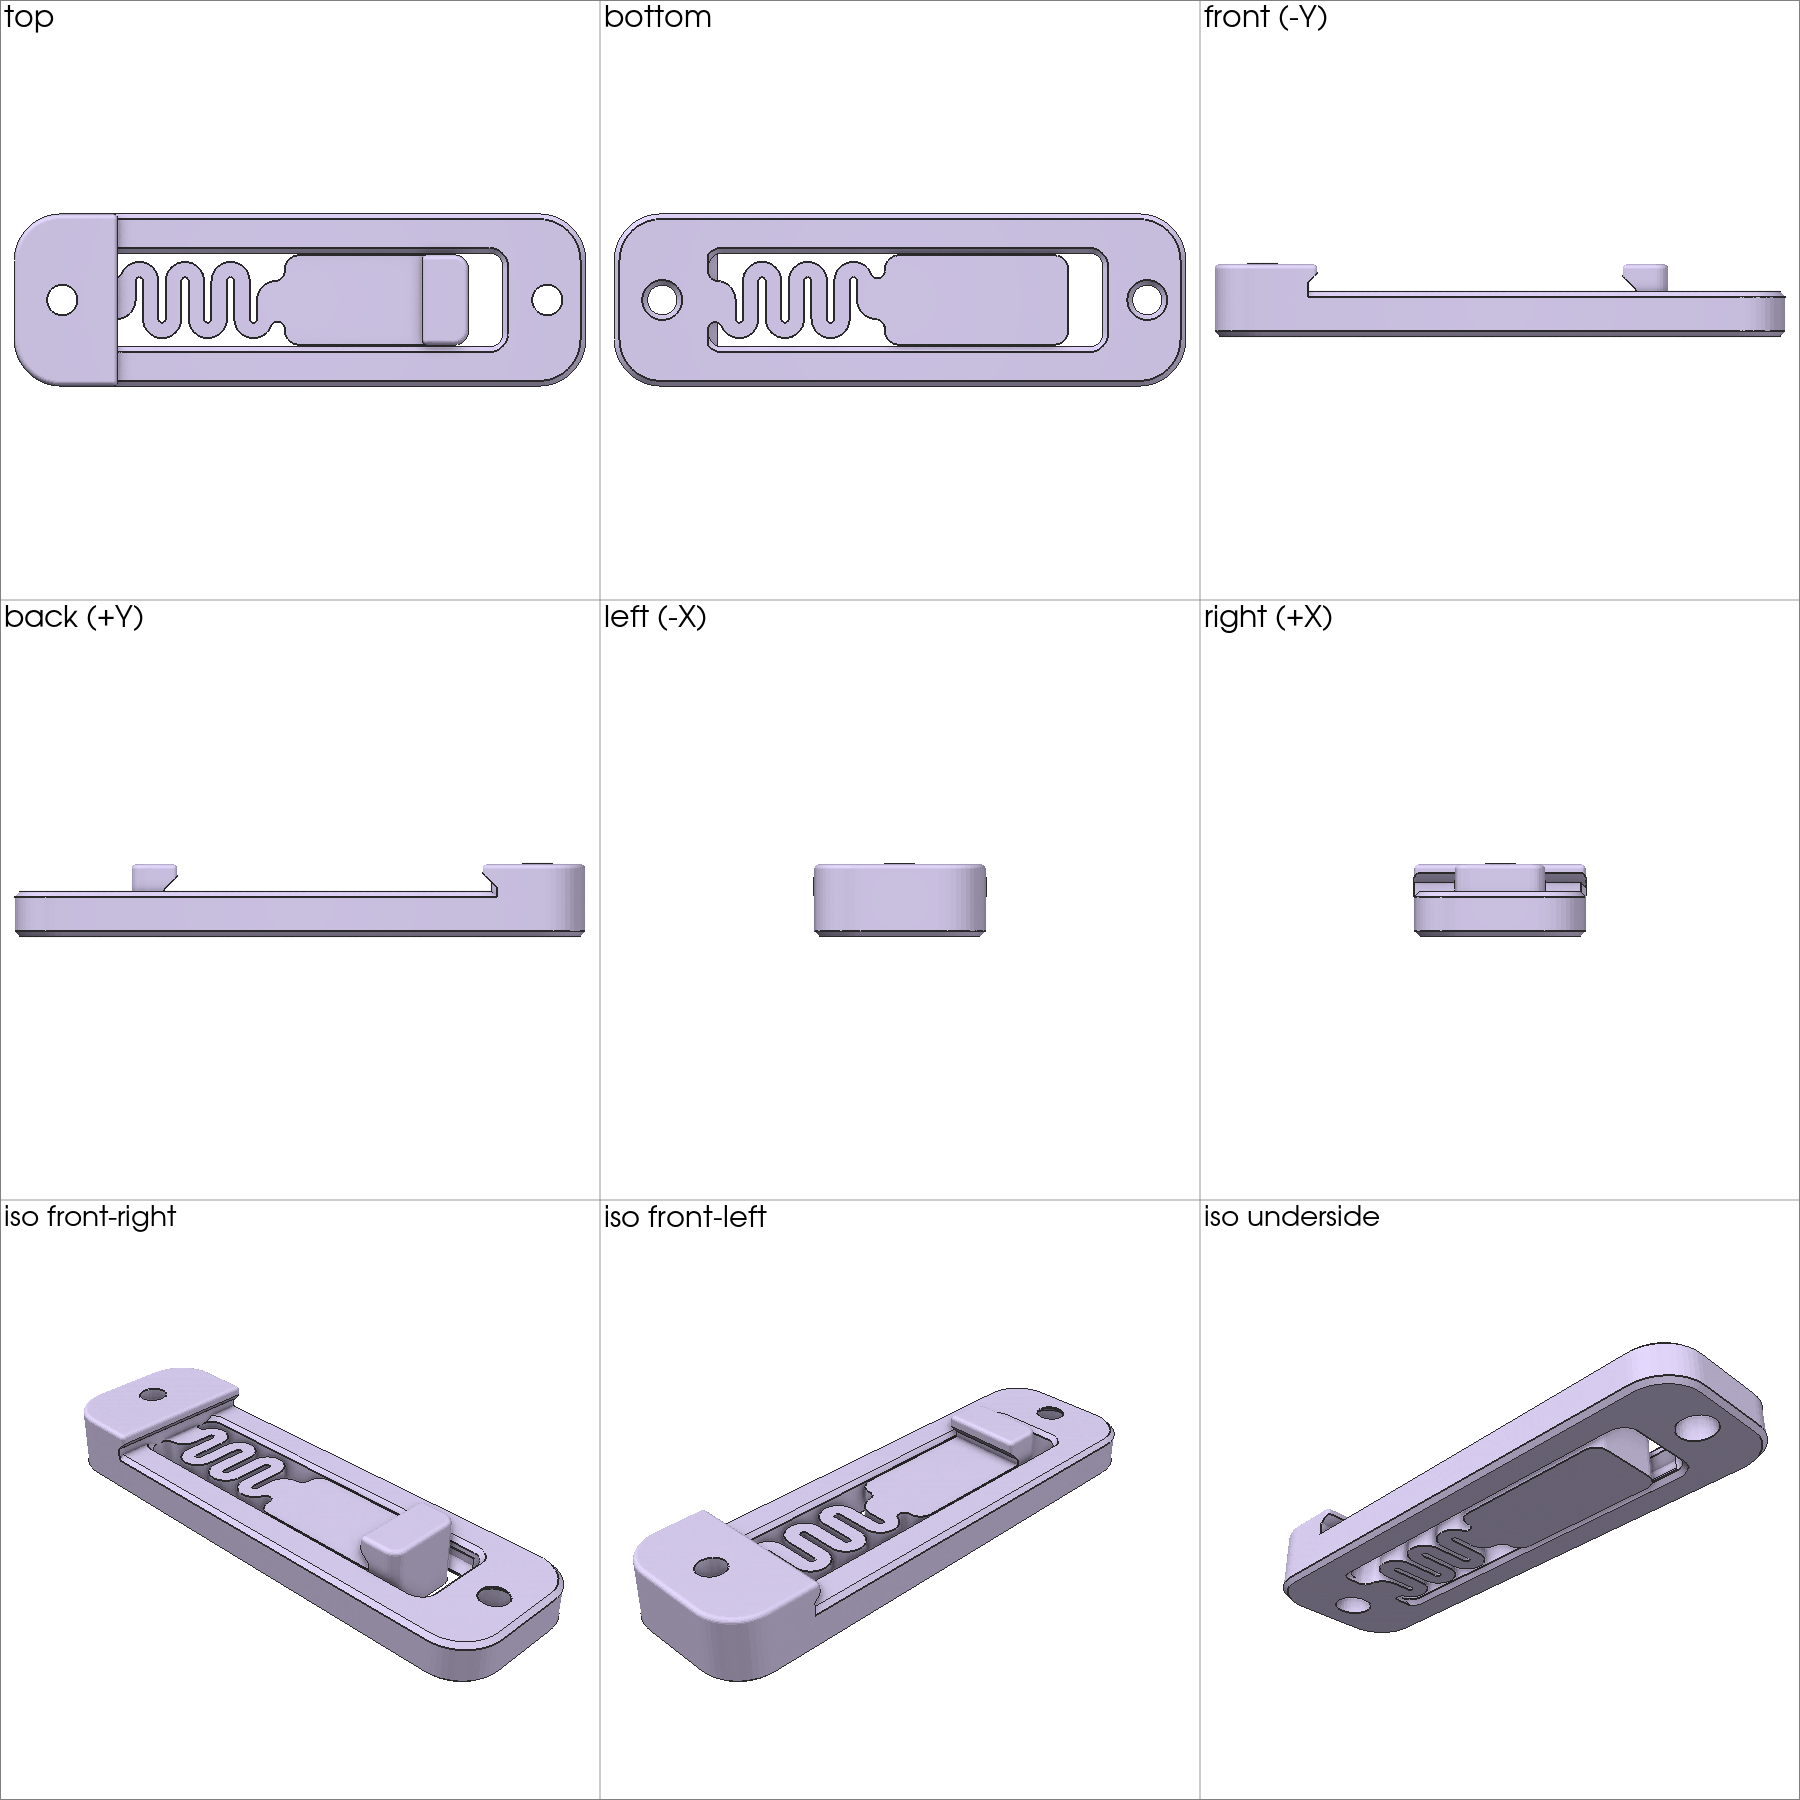 top
bottom
front (-Y)
back (+Y)
left (-X)
right (+X)
iso front-right
iso front-left
iso underside